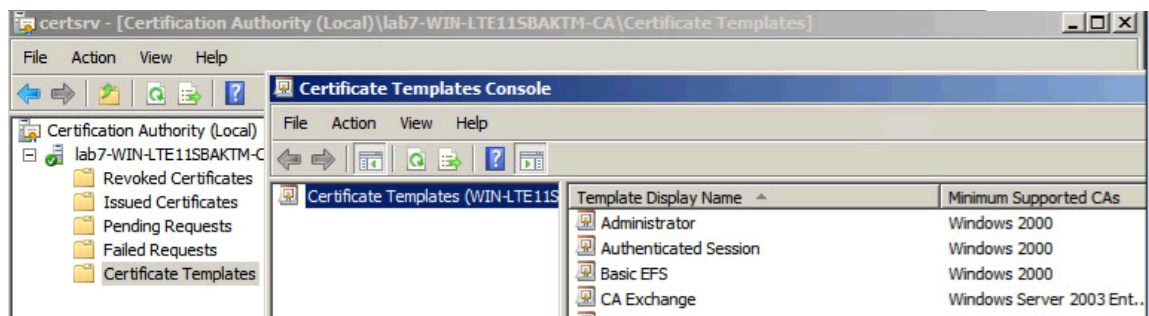 certsrv - [Certification Authority (Local)\lab7-WIN-LTE11SBAKTM-CA\Certificate Templates]
File Action View Help
Certificate Templates Console
File Action View Help
Certification Authority (Local)
lab7-WIN-LTE11SBAKTM-C
Revoked Certificates
Issued Certificates
Pending Requests
Failed Requests
Certificate Templates
Certificate Templates (WIN-LTE11S
Template Display Name Minimum Supported CAs
Administrator Windows 2000
Authenticated Session Windows 2000
Basic EFS Windows 2000
CA Exchange Windows Server 2003 Ent..